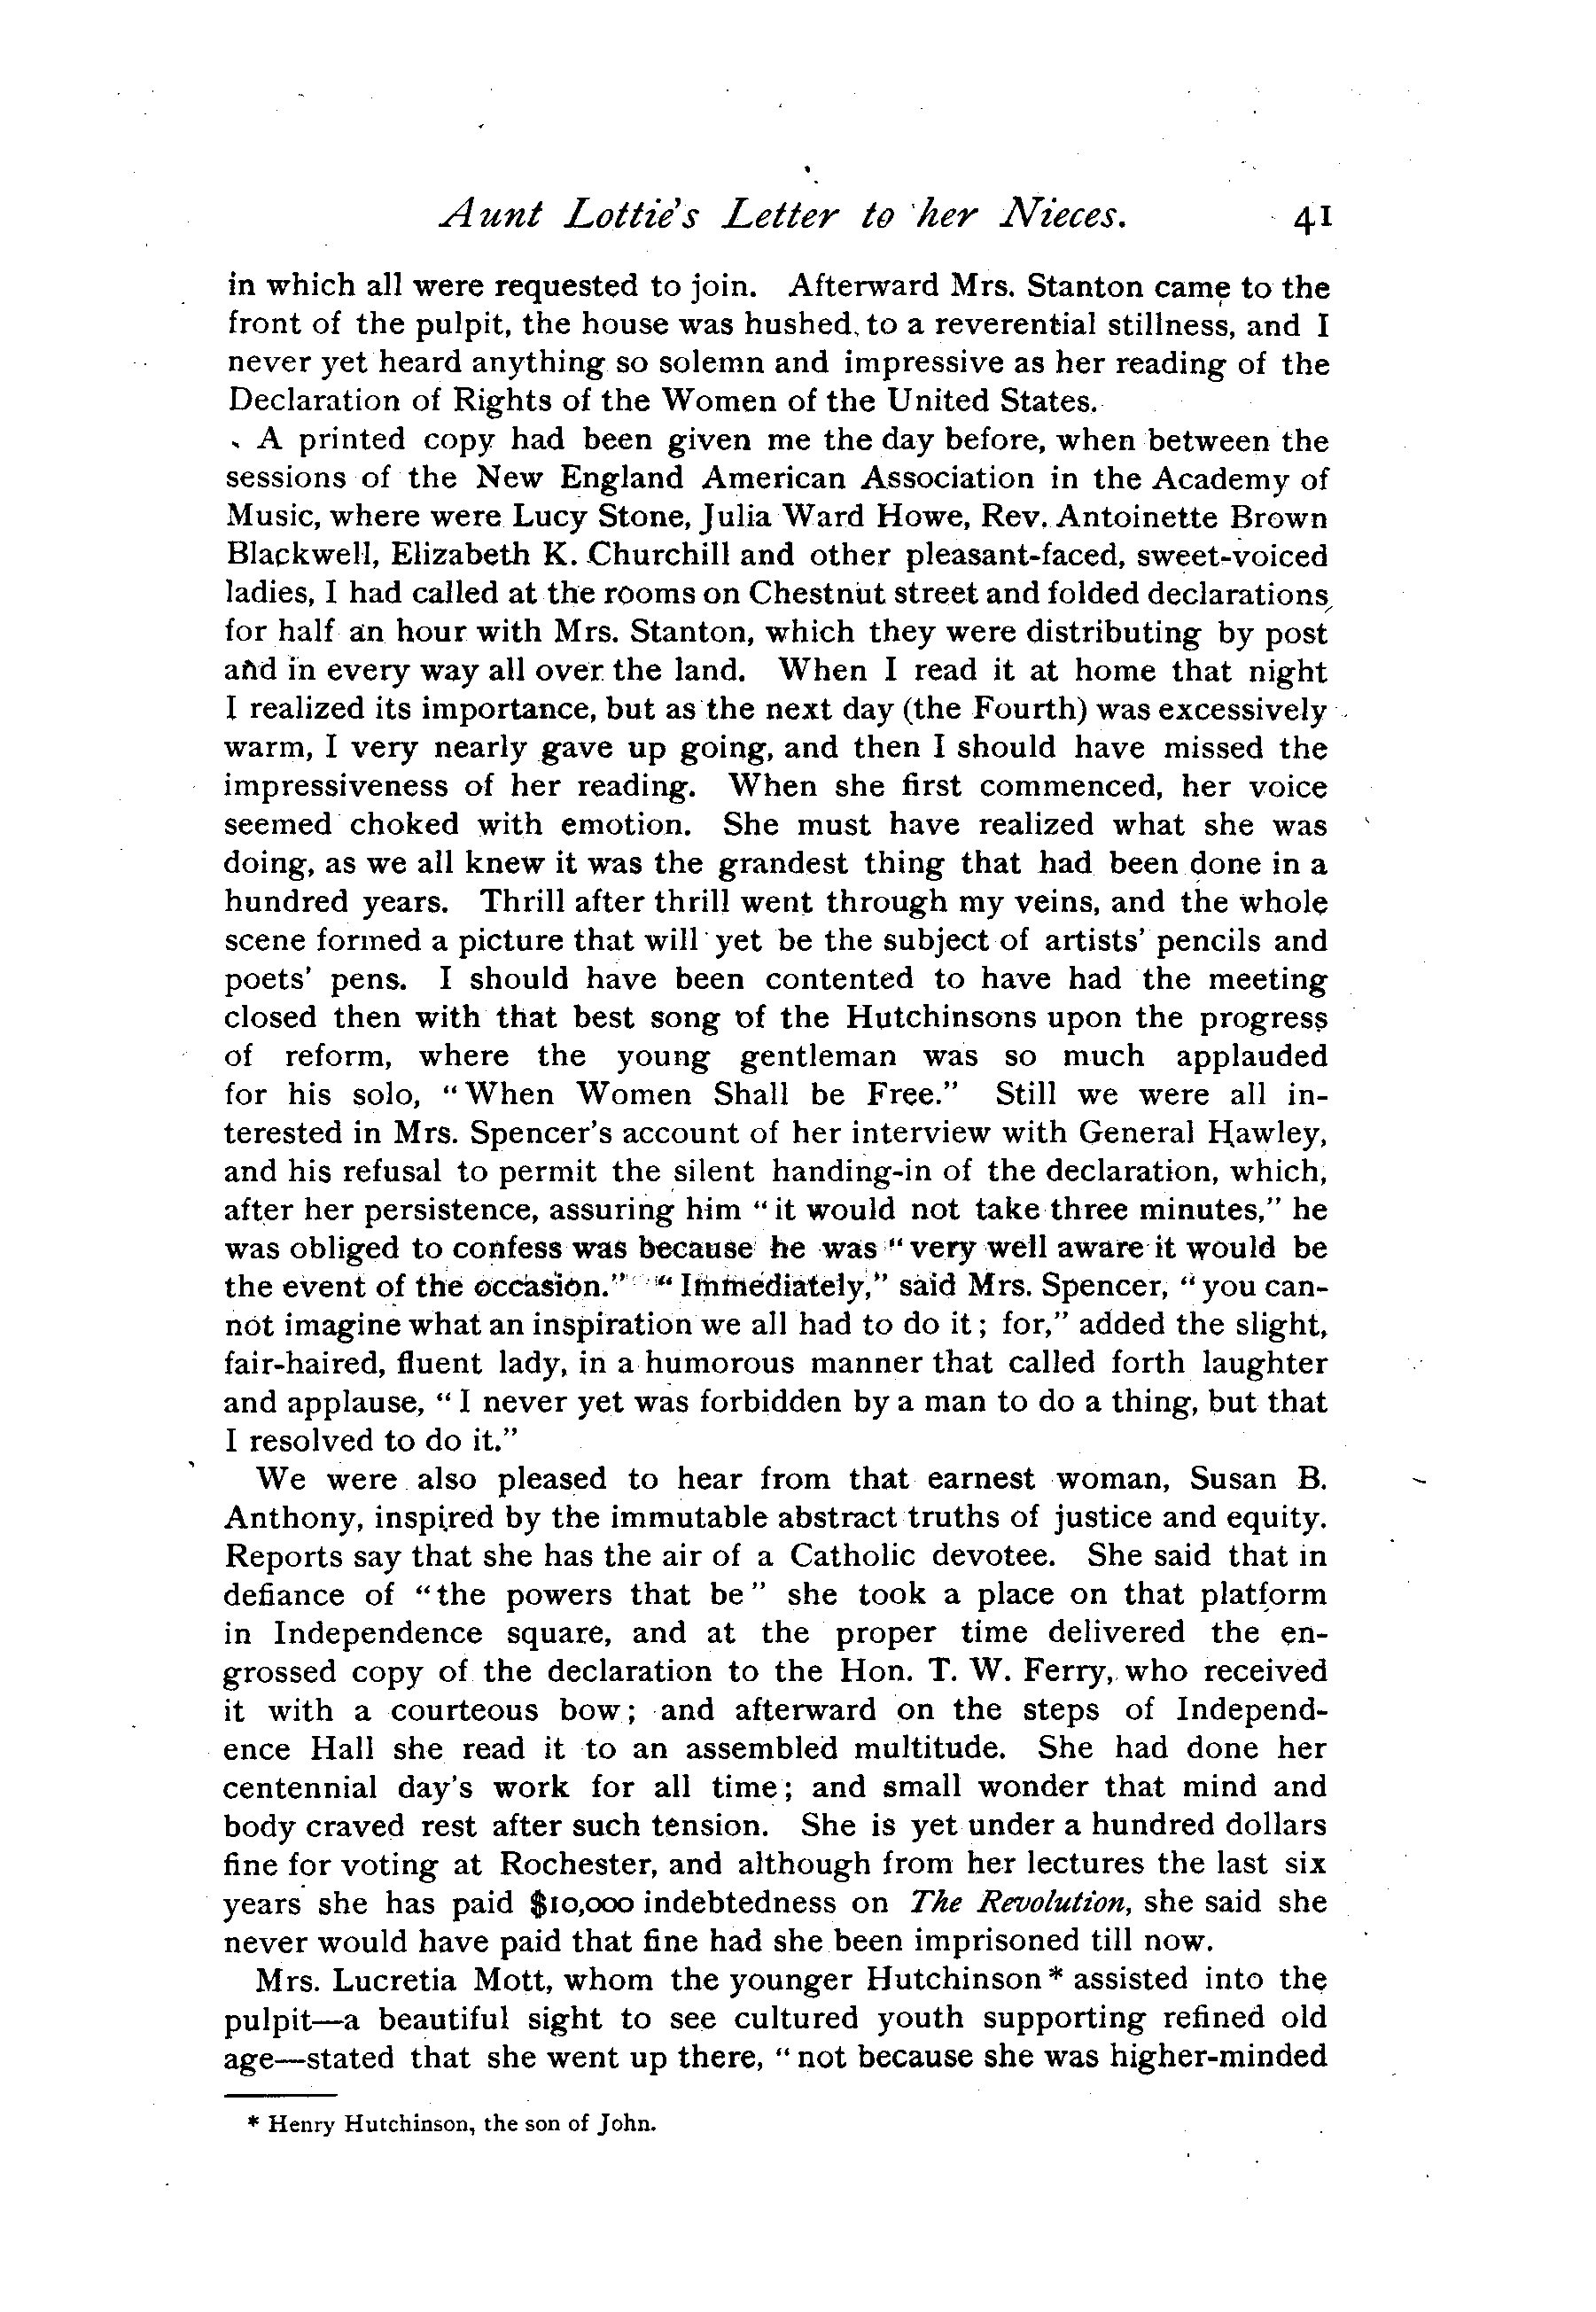 Aunt Lottie's Letter to her Nieces. 41
in which all were requested to join. Afterward Mrs. Stanton came to the
front of the pulpit, the house was hushed to a reverential stillness, and I
never yet heard anything so solemn and impressive as her reading of the
Declaration of Rights of the Women of the United States.
A printed copy had been given me the day before, when between the
sessions of the New England American Association in the Academy of
Music, where were Lucy Stone, Julia Ward Howe, Rev. Antoinette Brown
Blackwell, Elizabeth K. Churchill and other pleasant-faced, sweet-voiced
ladies, I had called at the rooms on Chestnut street and folded declarations
for half an hour with Mrs. Stanton, which they were distributing by post
and in every way all over the land. When I read it at home that night
I realized its importance, but as the next day (the Fourth) was excessively
warm, I very nearly gave up going, and then I should have missed the
impressiveness of her reading. When she first commenced, her voice
seemed choked with emotion. She must have realized what she was
doing, as we all knew it was the grandest thing that had been done in a
hundred years. Thrill after thrill went through my veins, and the whole
scene formed a picture that will yet be the subject of artists' pencils and
poets' pens. I should have been contented to have had the meeting
closed then with that best song of the Hutchinsons upon the progress
of reform, where the young gentleman was so much applauded
for his solo, "When Women Shall be Free." Still we were all in-
terested in Mrs. Spencer's account of her interview with General Hawley,
and his refusal to permit the silent handing-in of the declaration, which,
after her persistence, assuring him "it would not take three minutes," he
was obliged to confess was because he was "very well aware it would be
the event of the occasion." "Immediately," said Mrs. Spencer, "you can-
not imagine what an inspiration we all had to do it; for," added the slight,
fair-haired, fluent lady, in a humorous manner that called forth laughter
and applause, "I never yet was forbidden by a man to do a thing, but that
I resolved to do it."
We were also pleased to hear from that earnest woman, Susan B.
Anthony, inspired by the immutable abstract truths of justice and equity.
Reports say that she has the air of a Catholic devotee. She said that in
defiance of "the powers that be" she took a place on that platform
in Independence square, and at the proper time delivered the en-
grossed copy of the declaration to the Hon. T. W. Ferry, who received
it with a courteous bow; and afterward on the steps of Independ-
ence Hall she read it to an assembled multitude. She had done her
centennial day's work for all time; and small wonder that mind and
body craved rest after such tension. She is yet under a hundred dollars
fine for voting at Rochester, and although from her lectures the last six
years she has paid $10,000 indebtedness on The Revolution, she said she
never would have paid that fine had she been imprisoned till now.
Mrs. Lucretia Mott, whom the younger Hutchinson* assisted into the
pulpit—a beautiful sight to see cultured youth supporting refined old
age—stated that she went up there, "not because she was higher-minded
* Henry Hutchinson, the son of John.